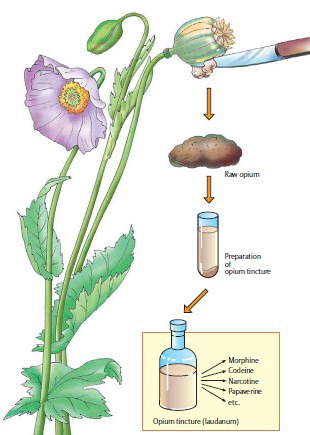 Raw opium
Preparation
of
opium tincture
Morphine
Codeine
Narcotine
Papaverine
etc.
Opium tincture (laudanum)